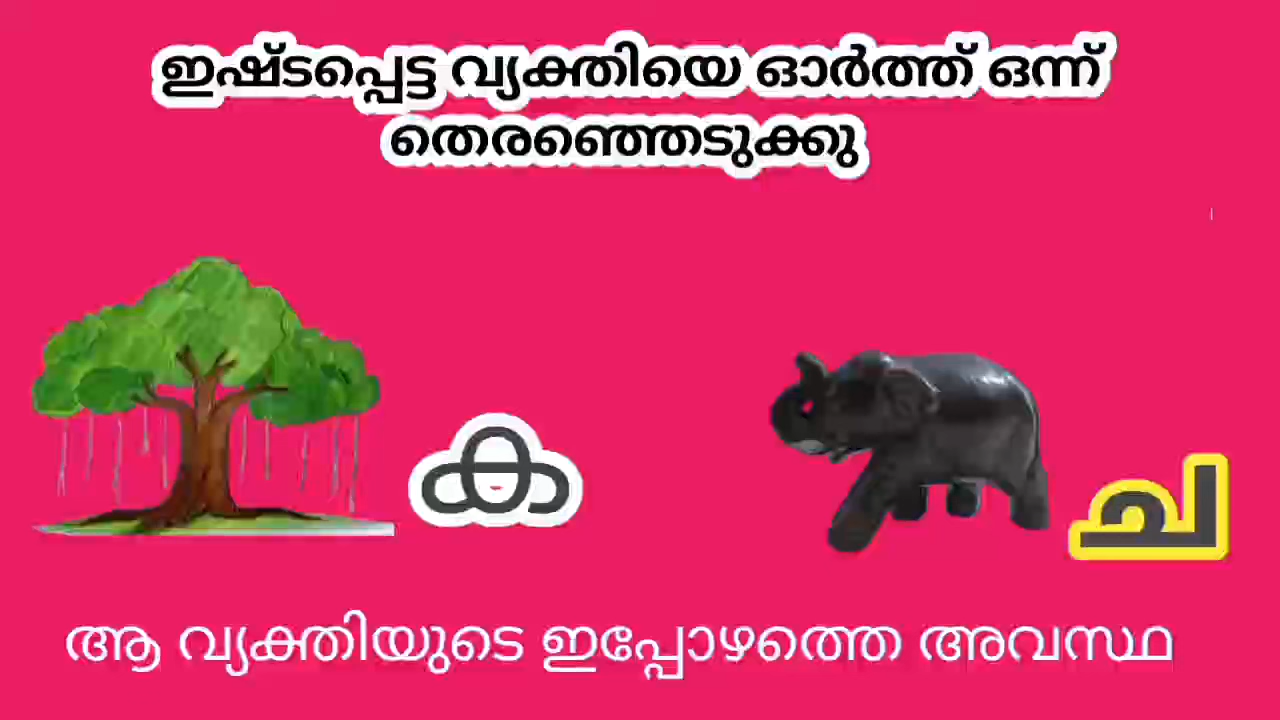 ഇഷ്ടപ്പെട്ട വ്യക്തിയെ ഓർത്ത് ഒന്ന്
തെരഞ്ഞെടുക്കു
ക
ച
ആ വ്യക്തിയുടെ ഇപ്പോഴത്തെ അവസ്ഥ